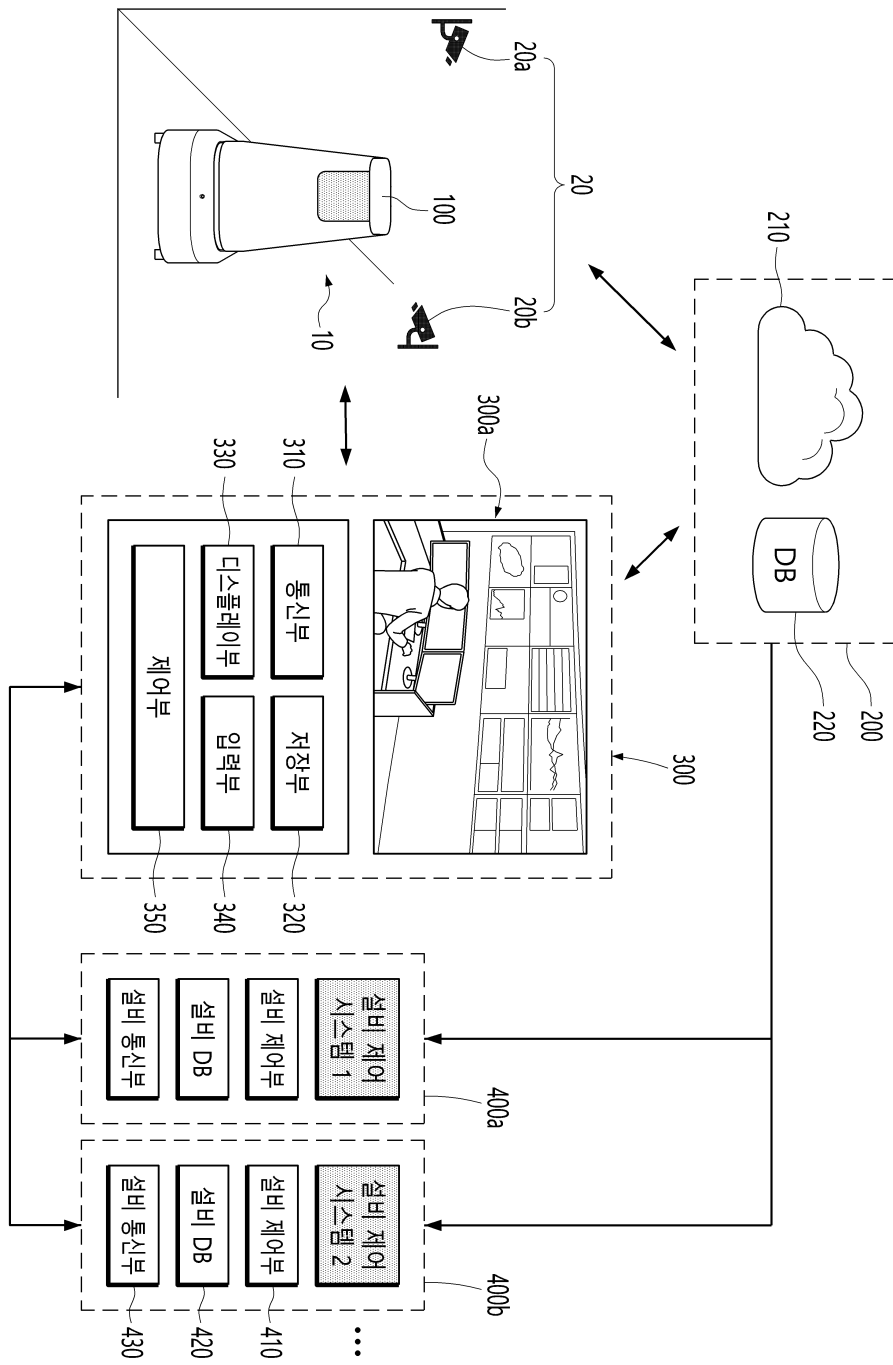 200
210
220
DB
20
20a
20b
100
10
300
300a
310
통신부
320
저장부
330
디스플레이부
340
입력부
350
제어부
400a
설비 제어
시스템 1
설비 제어부
설비 DB
설비 통신부
400b
설비 제어
시스템 2
설비 제어부
410
설비 DB
420
설비 통신부
430
...